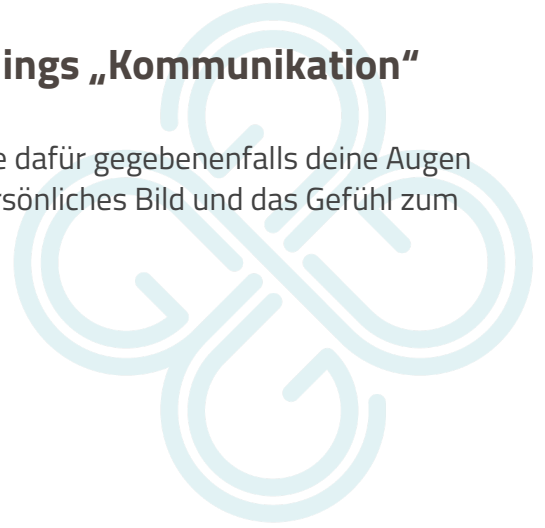 ings „Kommunikation“
e dafür gegebenenfalls deine Augen
rsönliches Bild und das Gefühl zum